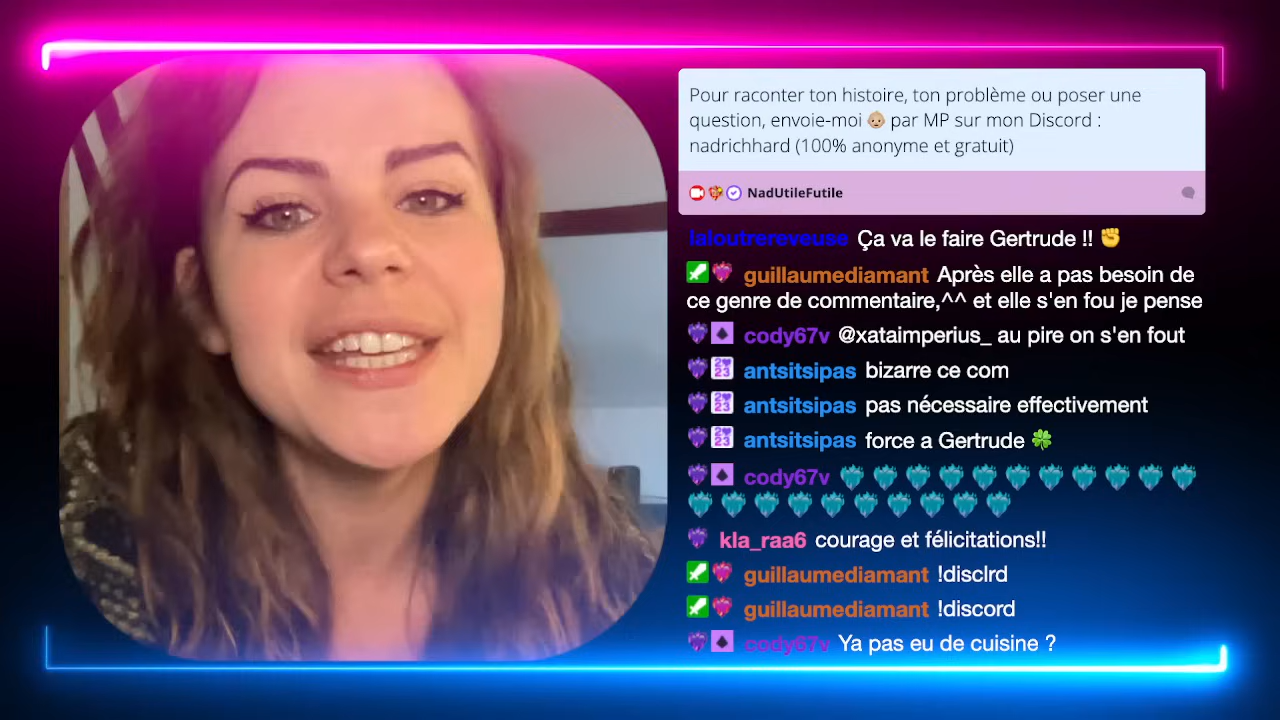 Pour raconter ton histoire, ton problème ou poser une
question, envoie-moi 👶🏼 par MP sur mon Discord :
nadrichhard (100% anonyme et gratuit)
NadUtileFutile
laloutrereveuse Ça va le faire Gertrude !! ✊
guillaumediamant Après elle a pas besoin de
ce genre de commentaire,^^ et elle s'en fou je pense
cody67v @xataimperius_ au pire on s'en fout
2023 antsitsipas bizarre ce com
2023 antsitsipas pas nécessaire effectivement
2023 antsitsipas force a Gertrude 🍀
cody67v
kla_raa6 courage et félicitations!!
guillaumediamant !disclrd
guillaumediamant !discord
cody67v Ya pas eu de cuisine ?